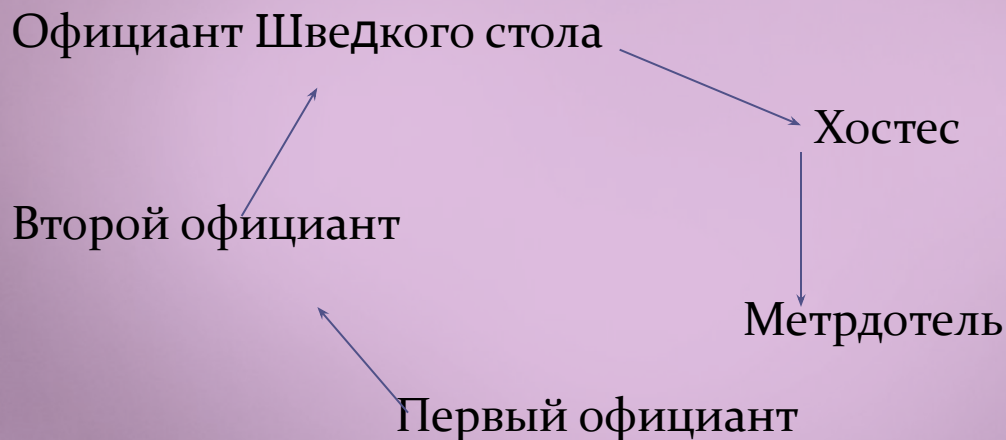 Официант Шведкого стола
Хостес
Второй официант
Метрдотель
Первый официант